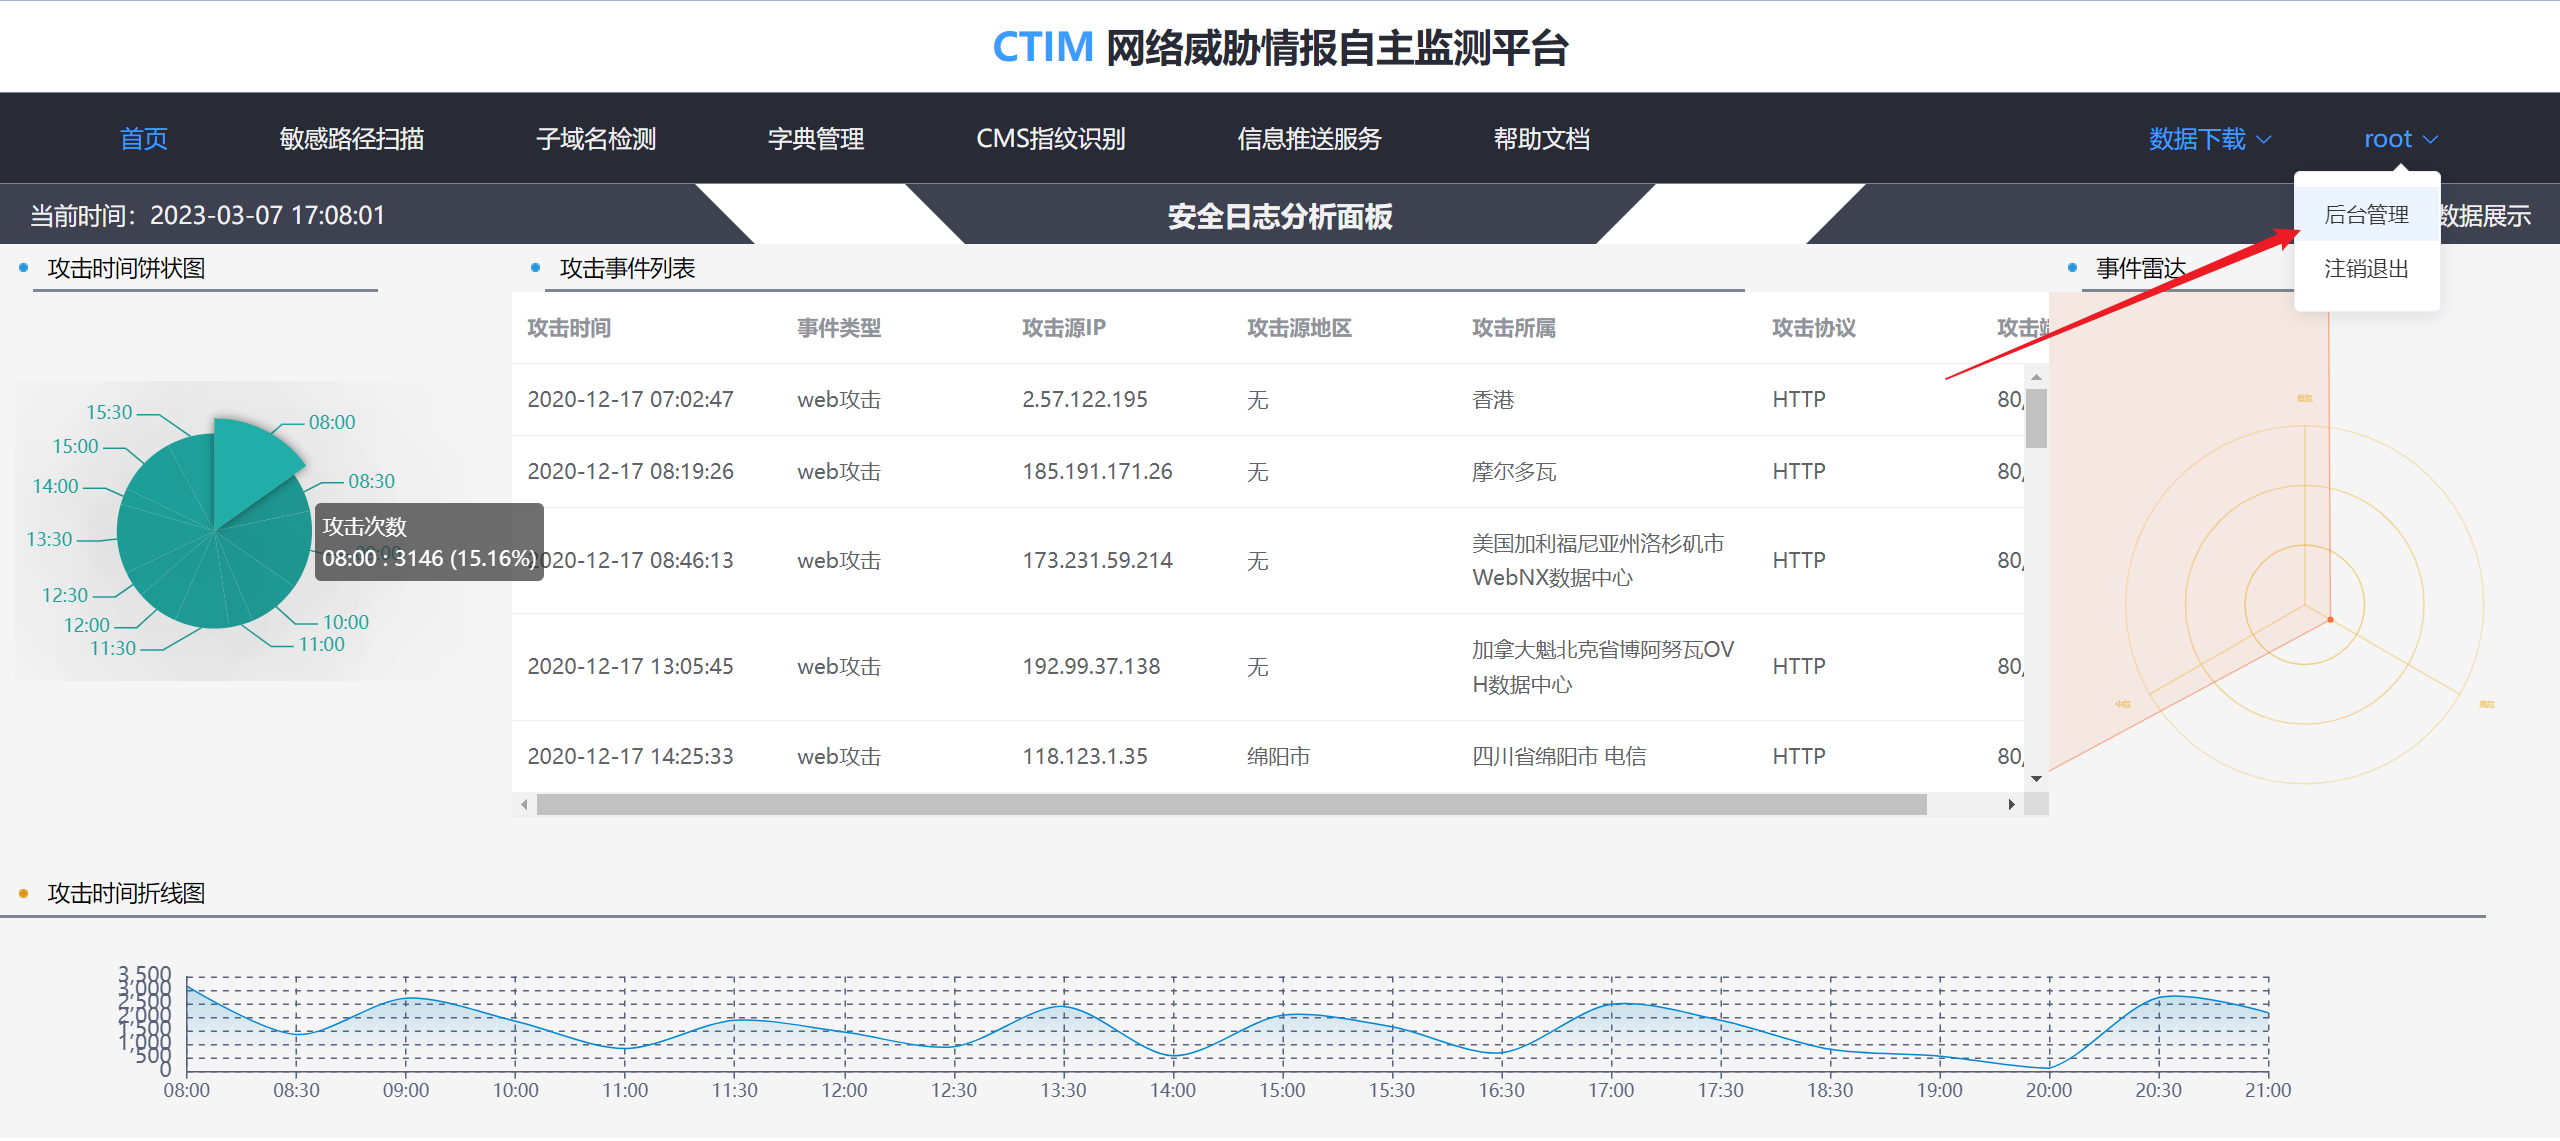 CTIM 网络威胁情报自主监测平台
首页 敏感路径扫描 子域名检测 字典管理 CMS指纹识别 信息推送服务 帮助文档 数据下载 root
后台管理
注销退出
当前时间：2023-03-07 17:08:01 安全日志分析面板 数据展示
攻击时间饼状图
15:30
15:00
14:00
13:30
12:30
12:00
11:30
08:00
08:30
10:00
11:00
攻击次数
08:00 : 3146 (15.16%)
攻击事件列表
攻击时间 事件类型 攻击源IP 攻击源地区 攻击所属 攻击协议 攻击
2020-12-17 07:02:47 web攻击 2.57.122.195 无 香港 HTTP 80,
2020-12-17 08:19:26 web攻击 185.191.171.26 无 摩尔多瓦 HTTP 80,
2020-12-17 08:46:13 web攻击 173.231.59.214 无 美国加利福尼亚州洛杉矶市
WebNX数据中心 HTTP 80,
2020-12-17 13:05:45 web攻击 192.99.37.138 无 加拿大魁北克省博阿努瓦OV
H数据中心 HTTP 80,
2020-12-17 14:25:33 web攻击 118.123.1.35 绵阳市 四川省绵阳市 电信 HTTP 80,
事件雷达
低危
中危
高危
攻击时间折线图
3,500
3,000
2,500
2,000
1,500
1,000
500
0
08:00 08:30 09:00 10:00 11:00 11:30 12:00 12:30 13:30 14:00 15:00 15:30 16:30 17:00 17:30 18:30 19:00 20:00 20:30 21:00